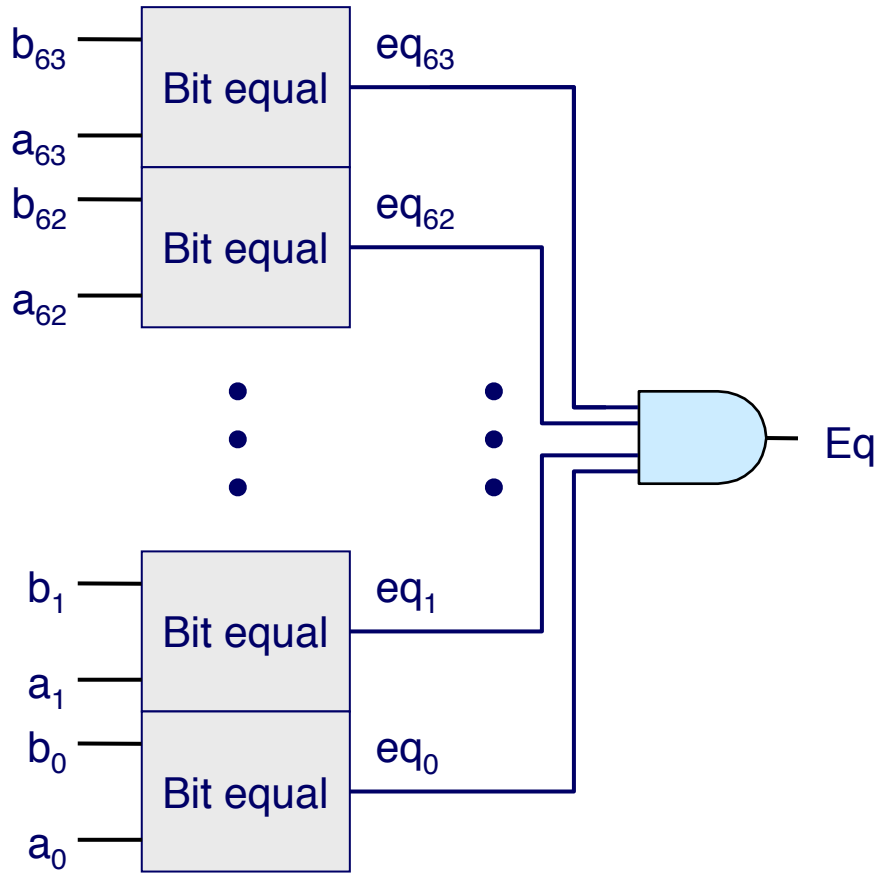 b₆₃
eq₆₃
Bit equal
a₆₃
b₆₂
eq₆₂
Bit equal
a₆₂
Eq
b₁
eq₁
Bit equal
a₁
b₀
eq₀
Bit equal
a₀